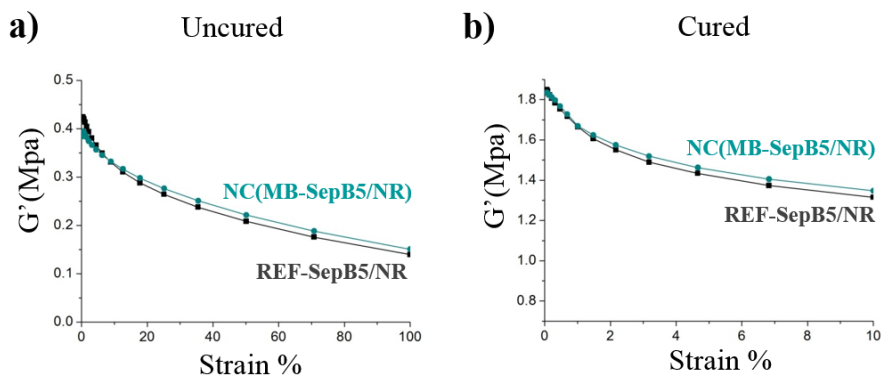 a)
Uncured
0.5
0.4
0.3
0.2
0.1
0.0
G’(Mpa)
NC(MB-SepB5/NR)
REF-SepB5/NR
0
20
40
60
80
100
Strain %
b)
Cured
1.8
1.6
1.4
1.2
1.0
0.8
G’(Mpa)
NC(MB-SepB5/NR)
REF-SepB5/NR
0
2
4
6
8
10
Strain %